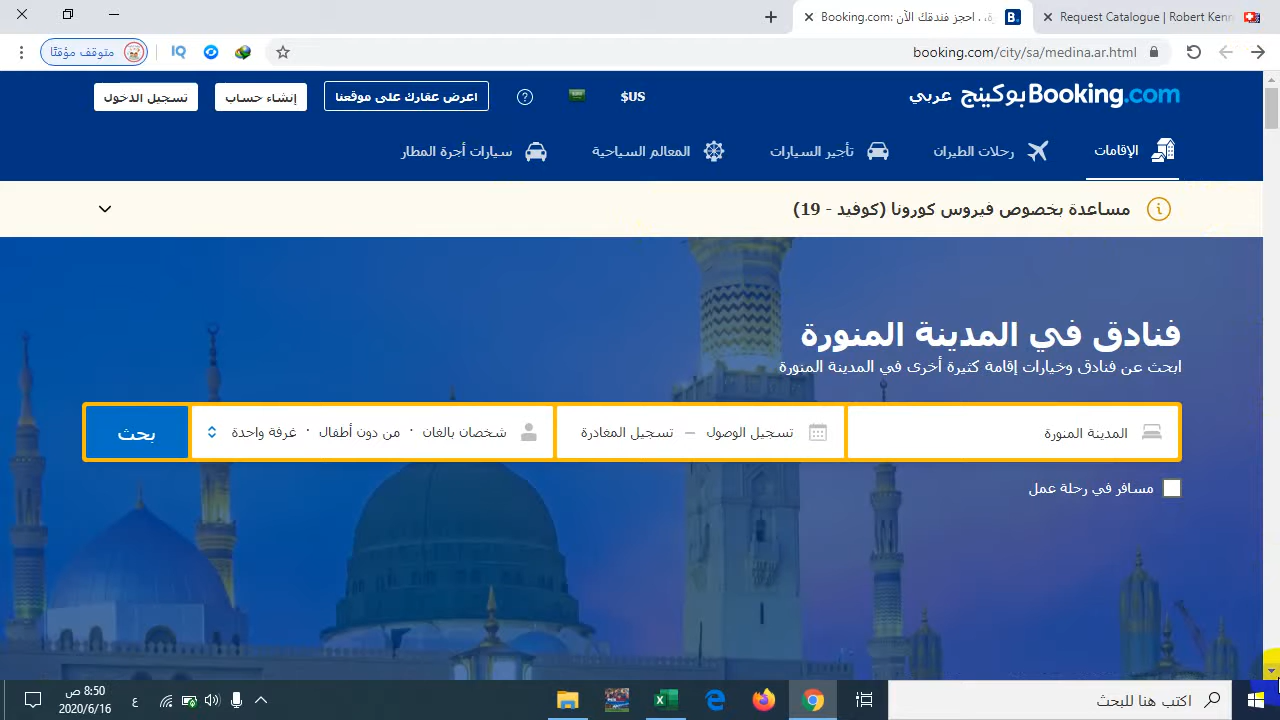 Request Catalogue | Robert Kenn
Booking.com: ة، . احجز فندقك الآن
booking.com/city/sa/medina.ar.html
متوقف مؤقتًا
Booking.com بوكينج عربي
US$
اعرض عقارك على موقعنا
إنشاء حساب
تسجيل الدخول
الإقامات
رحلات الطيران
تأجير السيارات
المعالم السياحية
سيارات أجرة المطار
مساعدة بخصوص فيروس كورونا (كوفيد - 19)
فنادق في المدينة المنورة
ابحث عن فنادق وخيارات إقامة كثيرة أخرى في المدينة المنورة
المدينة المنورة
تسجيل الوصول — تسجيل المغادرة
شخصان بالغان · من دون أطفال · غرفة واحدة
بحث
مسافر في رحلة عمل
اكتب هنا للبحث
ع
8:50 ص
2020/6/16